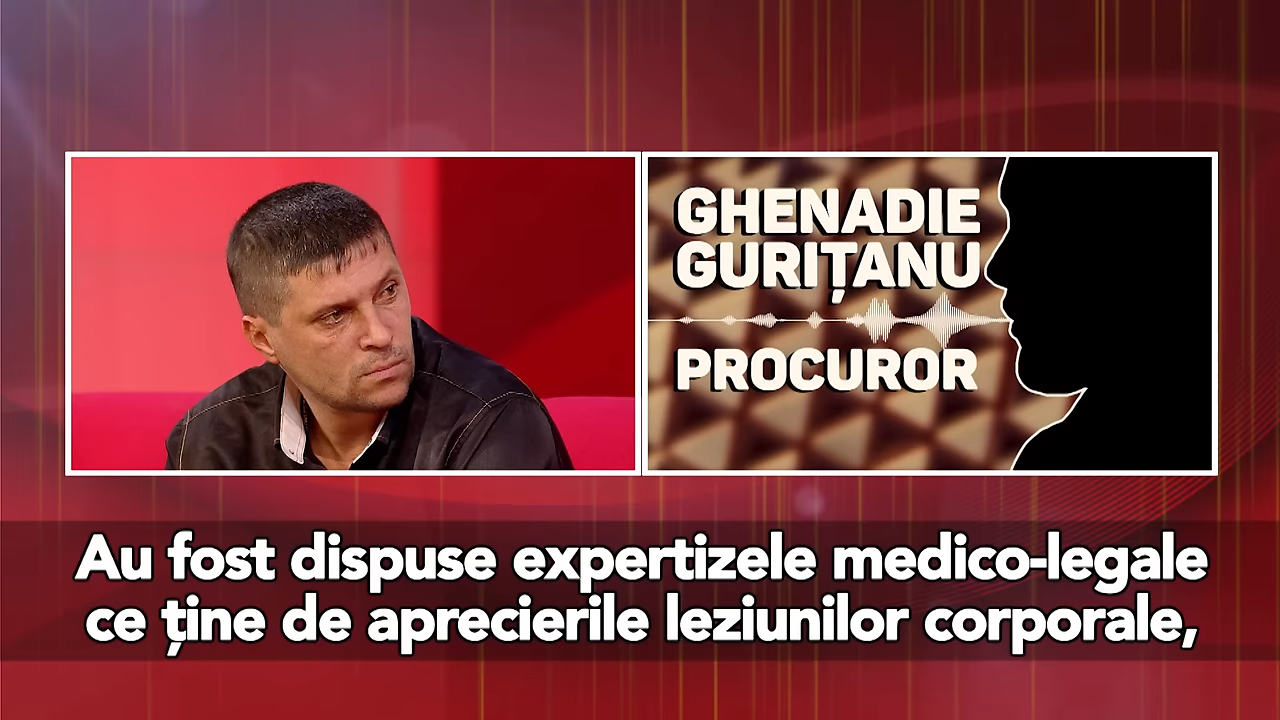 GHENADIE
GURIȚANU
PROCUROR
Au fost dispuse expertizele medico-legale
ce ține de aprecierile leziunilor corporale,